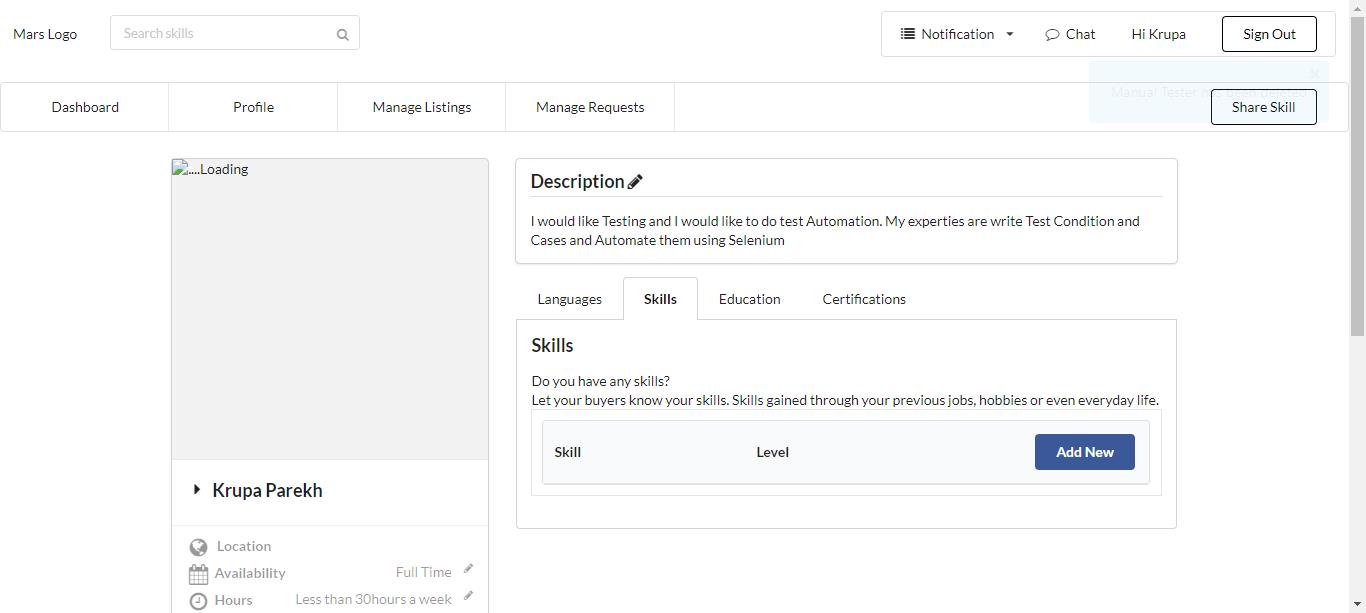 Mars Logo
Search skills
Notification
Chat
Hi Krupa
Sign Out
Manual Tester has been deleted
Dashboard
Profile
Manage Listings
Manage Requests
Share Skill
....Loading
Description
I would like Testing and I would like to do test Automation. My experties are write Test Condition and
Cases and Automate them using Selenium
Languages
Skills
Education
Certifications
Skills
Do you have any skills?
Let your buyers know your skills. Skills gained through your previous jobs, hobbies or even everyday life.
Skill
Level
Add New
Krupa Parekh
Location
Availability
Full Time
Hours
Less than 30hours a week